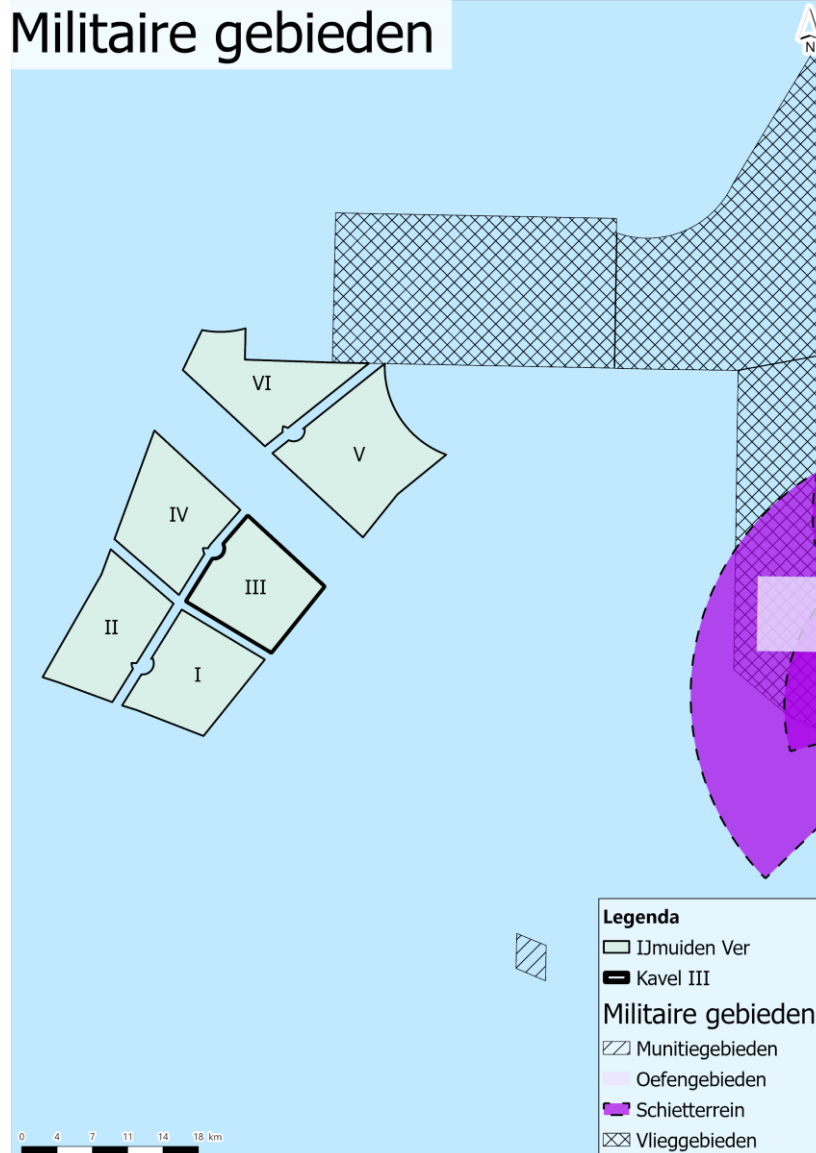 Militaire gebieden
N
VI
V
IV
III
II
I
Legenda
IJmuiden Ver
Kavel III
Militaire gebieden
Munitiegebieden
Oefengebieden
Schietterrein
Vlieggebieden
0 4 7 11 14 18 km